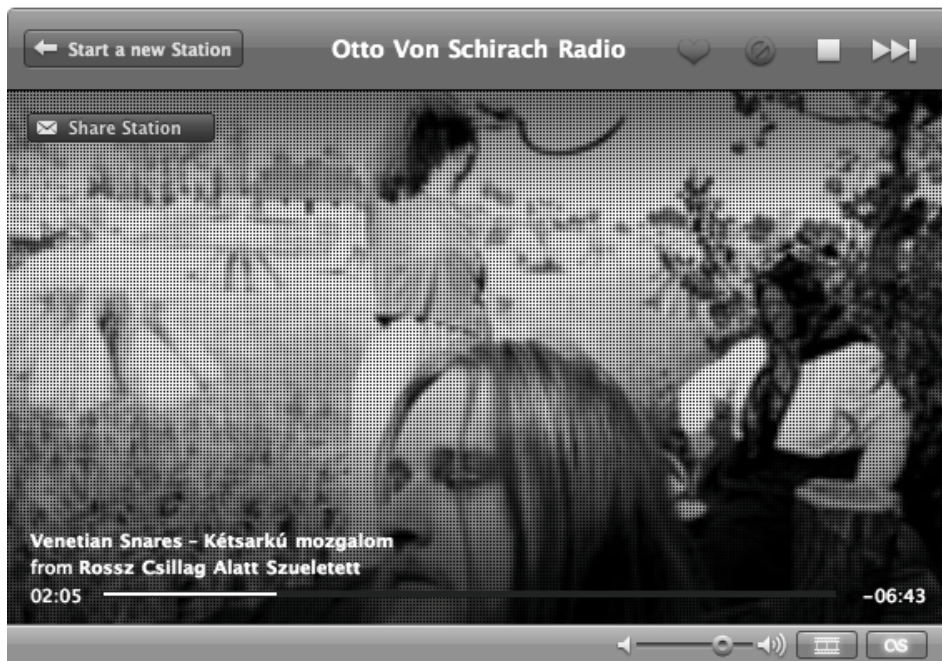 Start a new Station
Otto Von Schirach Radio
Share Station
Venetian Snares – Kétsarkú mozgalom
from Rossz Csillag Alatt Szueletett
02:05
-06:43
as